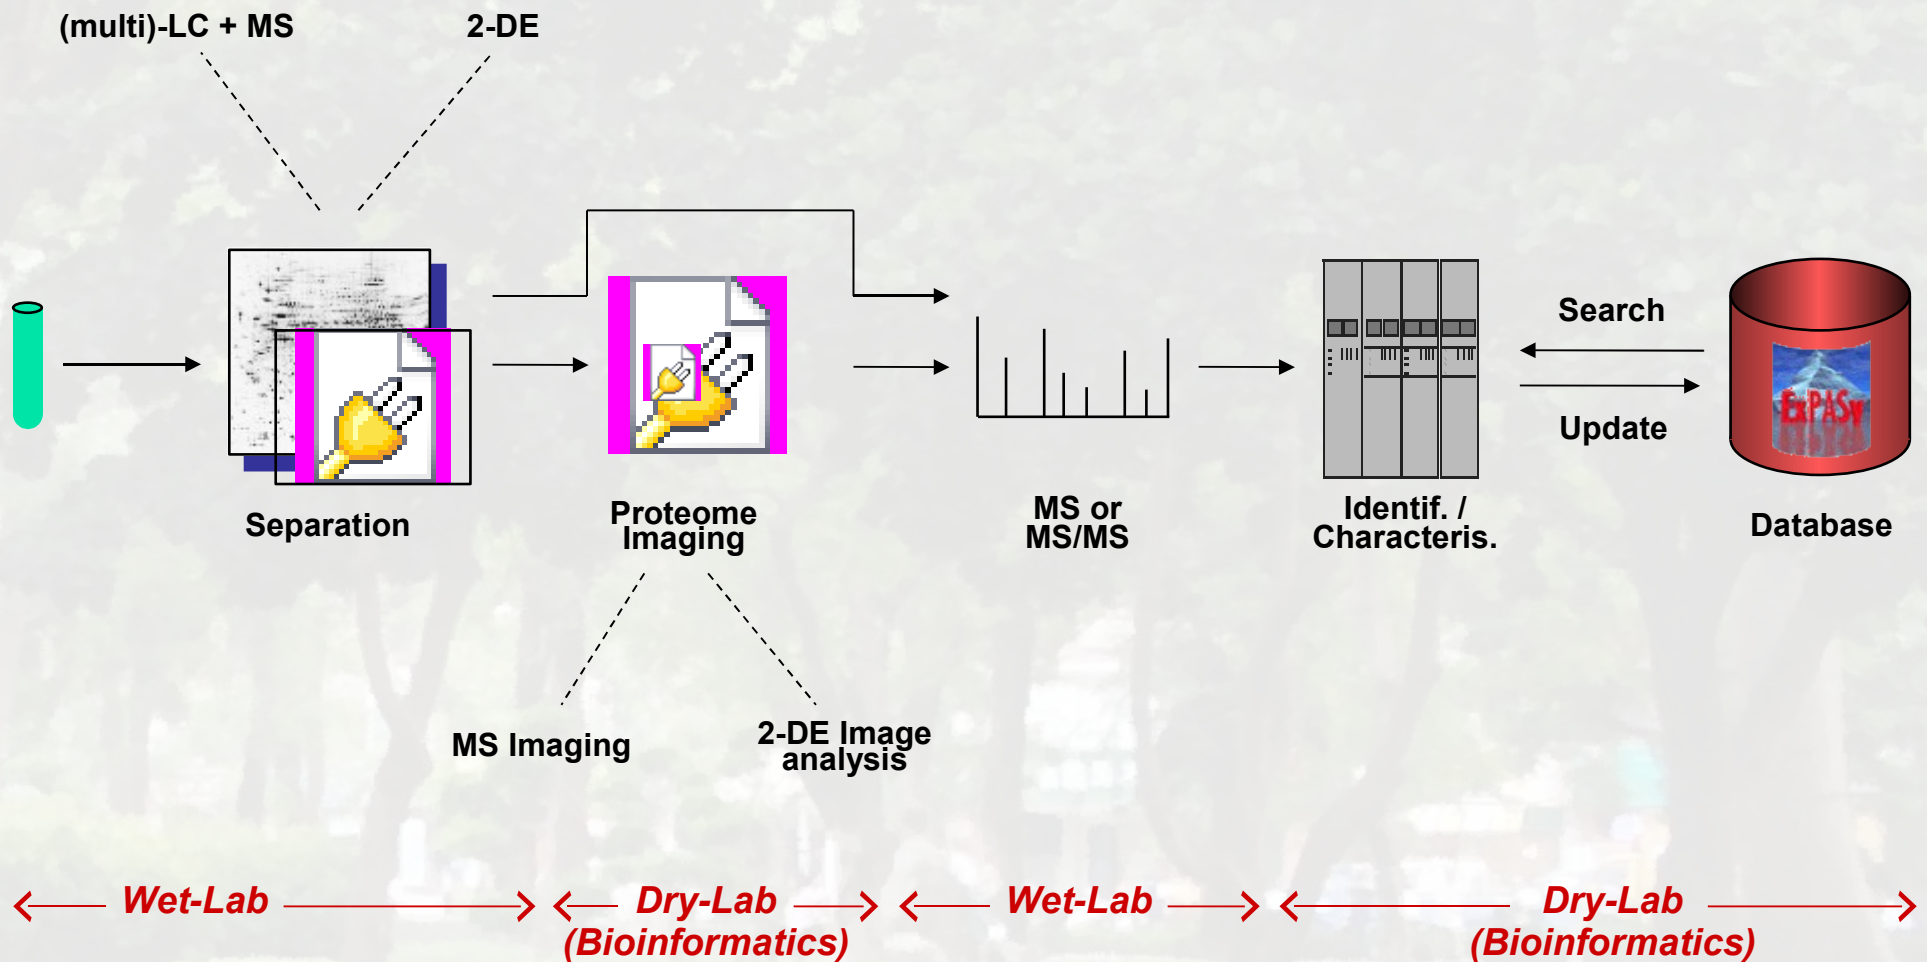 (multi)-LC + MS
2-DE
Search
ExPASy
Update
Separation
Proteome
Imaging
MS or
MS/MS
Identif. /
Characteris.
Database
MS Imaging
2-DE Image
analysis
Wet-Lab
Dry-Lab
(Bioinformatics)
Wet-Lab
Dry-Lab
(Bioinformatics)